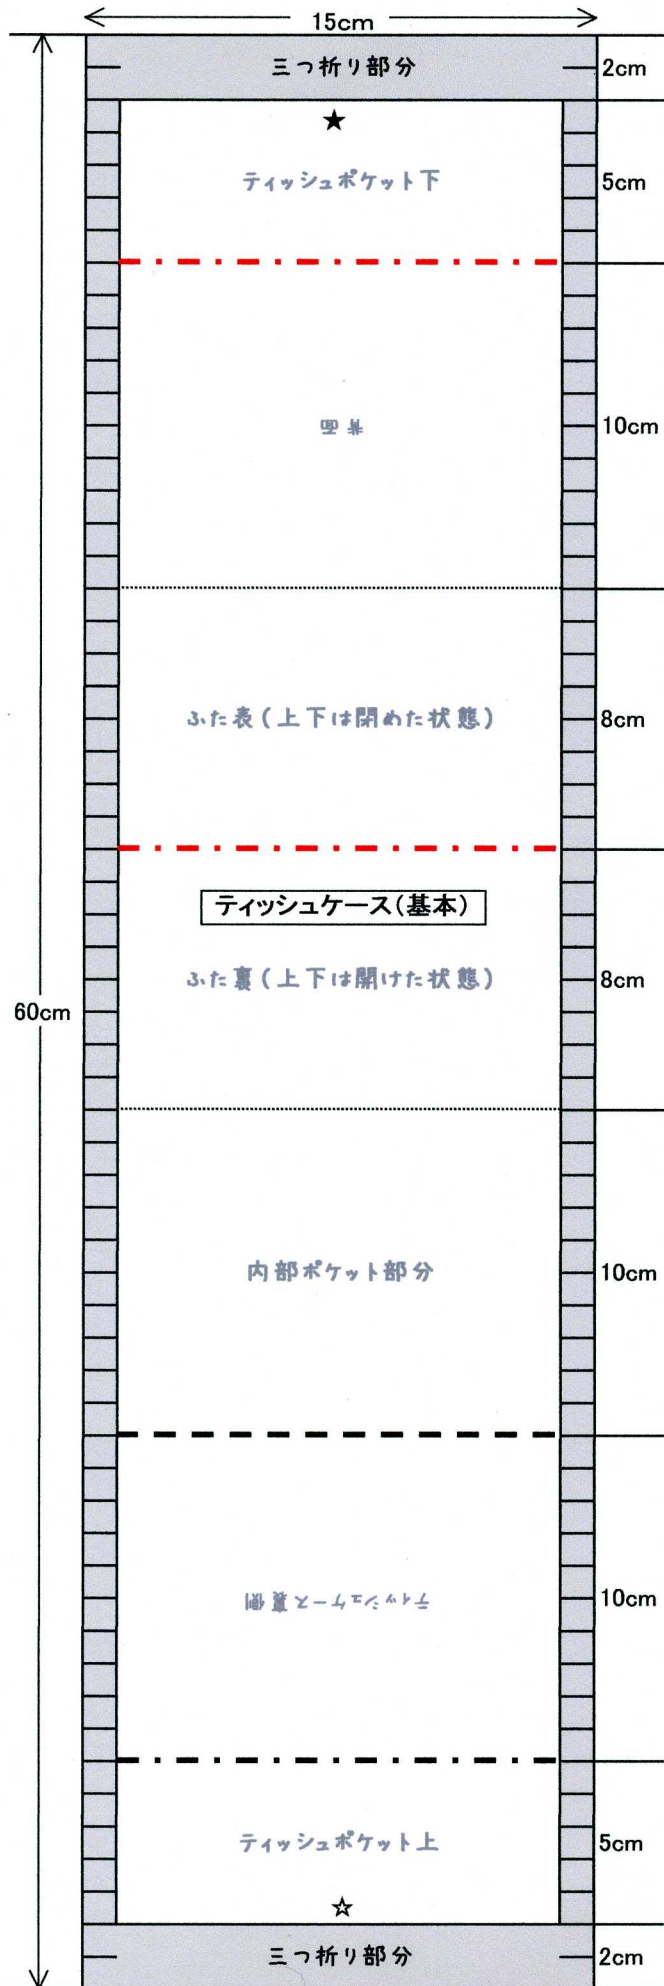 15cm
三つ折り部分
2cm
★
ティッシュポケット下
5cm
背面
10cm
ふた表(上下は閉めた状態)
8cm
ティッシュケース(基本)
ふた裏(上下は開けた状態)
8cm
60cm
内部ポケット部分
10cm
ティッシュケース裏側
10cm
ティッシュポケット上
5cm
☆
三つ折り部分
2cm